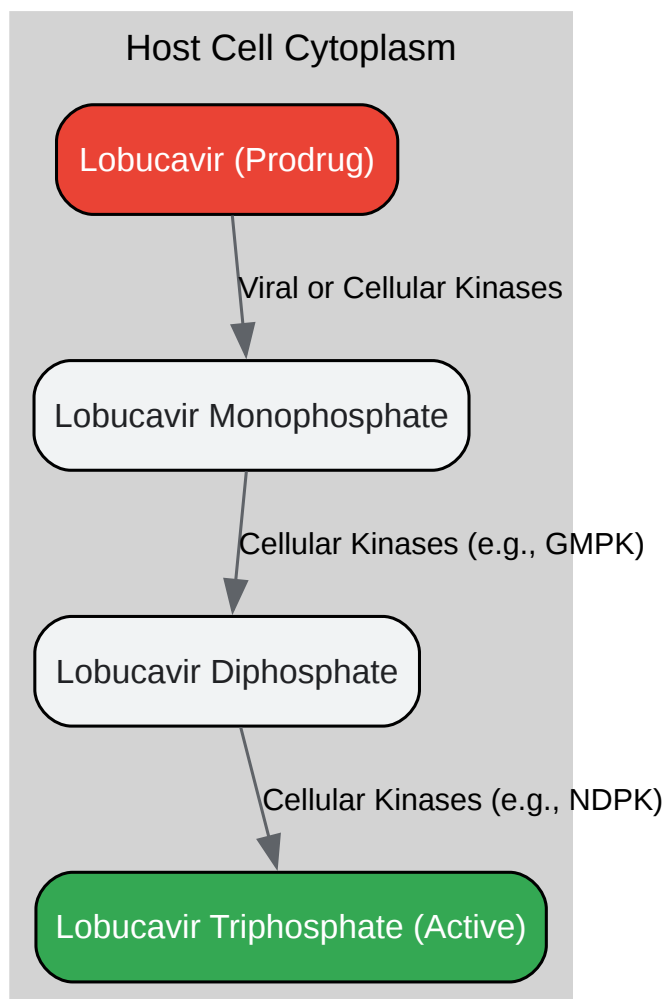 Host Cell Cytoplasm
Lobucavir (Prodrug)
Viral or Cellular Kinases
Lobucavir Monophosphate
Cellular Kinases (e.g., GMPK)
Lobucavir Diphosphate
Cellular Kinases (e.g., NDPK)
Lobucavir Triphosphate (Active)